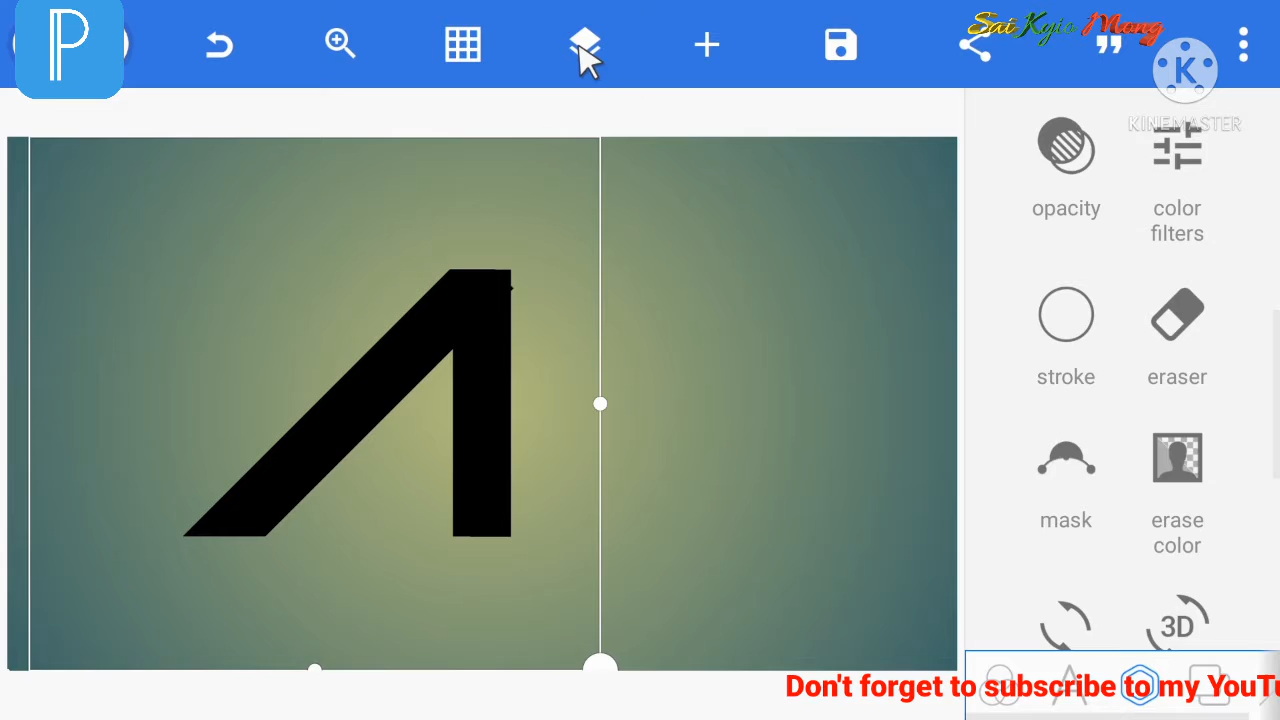 Sai Kyio Mong
K
KINEMASTER
opacity
color
filters
stroke
eraser
mask
erase
color
3D
Don't forget to subscribe to my YouTu